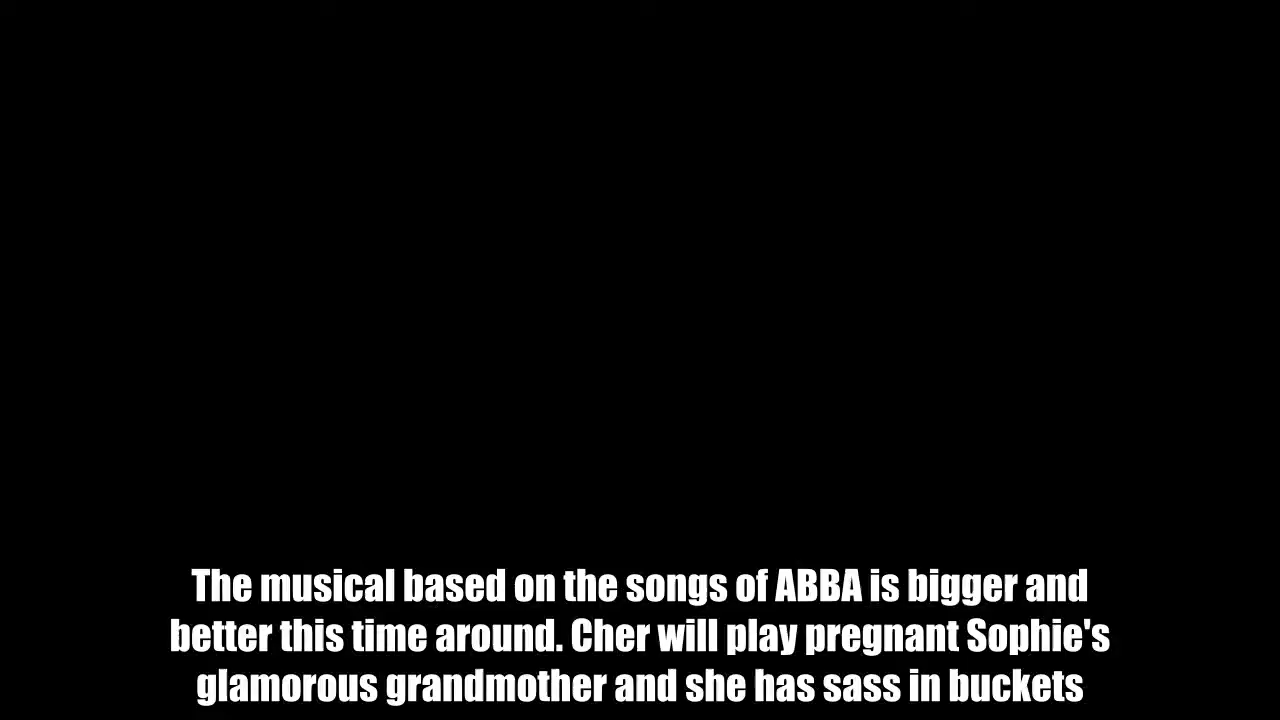 The musical based on the songs of ABBA is bigger and
better this time around. Cher will play pregnant Sophie's
glamorous grandmother and she has sass in buckets